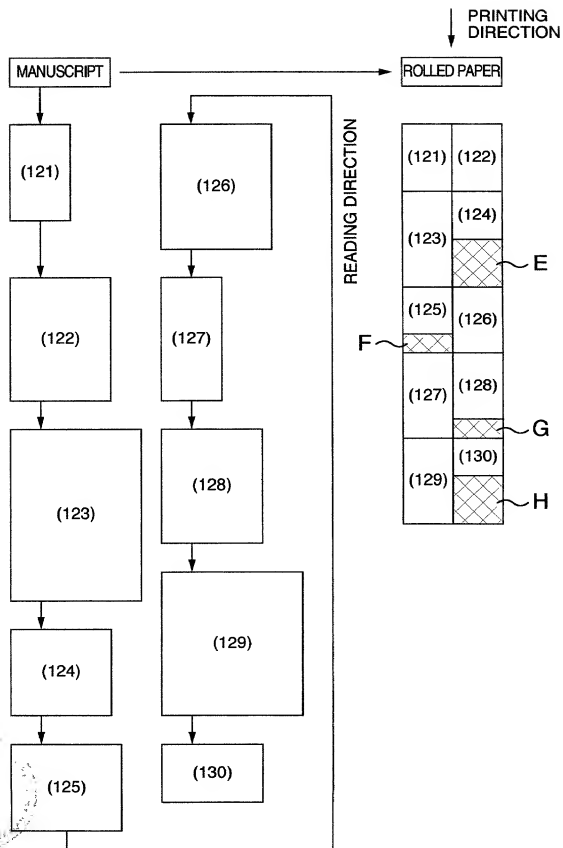 PRINTING
DIRECTION
MANUSCRIPT
ROLLED PAPER
(121)
(122)
(123)
(124)
(125)
READING DIRECTION
(126)
(127)
(128)
(129)
(130)
(121) (122)
(123) (124)
E
(125) (126)
F
(127) (128)
G
(129) (130)
H